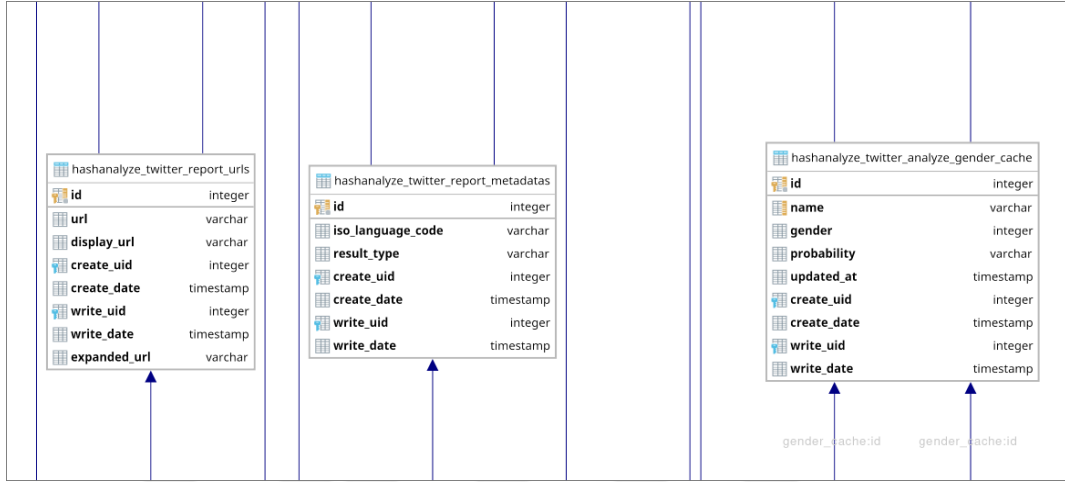 hashanalyze_twitter_report_urls
id integer
url varchar
display_url varchar
create_uid integer
create_date timestamp
write_uid integer
write_date timestamp
expanded_url varchar
hashanalyze_twitter_report_metadatas
id integer
iso_language_code varchar
result_type varchar
create_uid integer
create_date timestamp
write_uid integer
write_date timestamp
hashanalyze_twitter_analyze_gender_cache
id integer
name varchar
gender integer
probability varchar
updated_at timestamp
create_uid integer
create_date timestamp
write_uid integer
write_date timestamp
gender_cache:id gender_cache:id